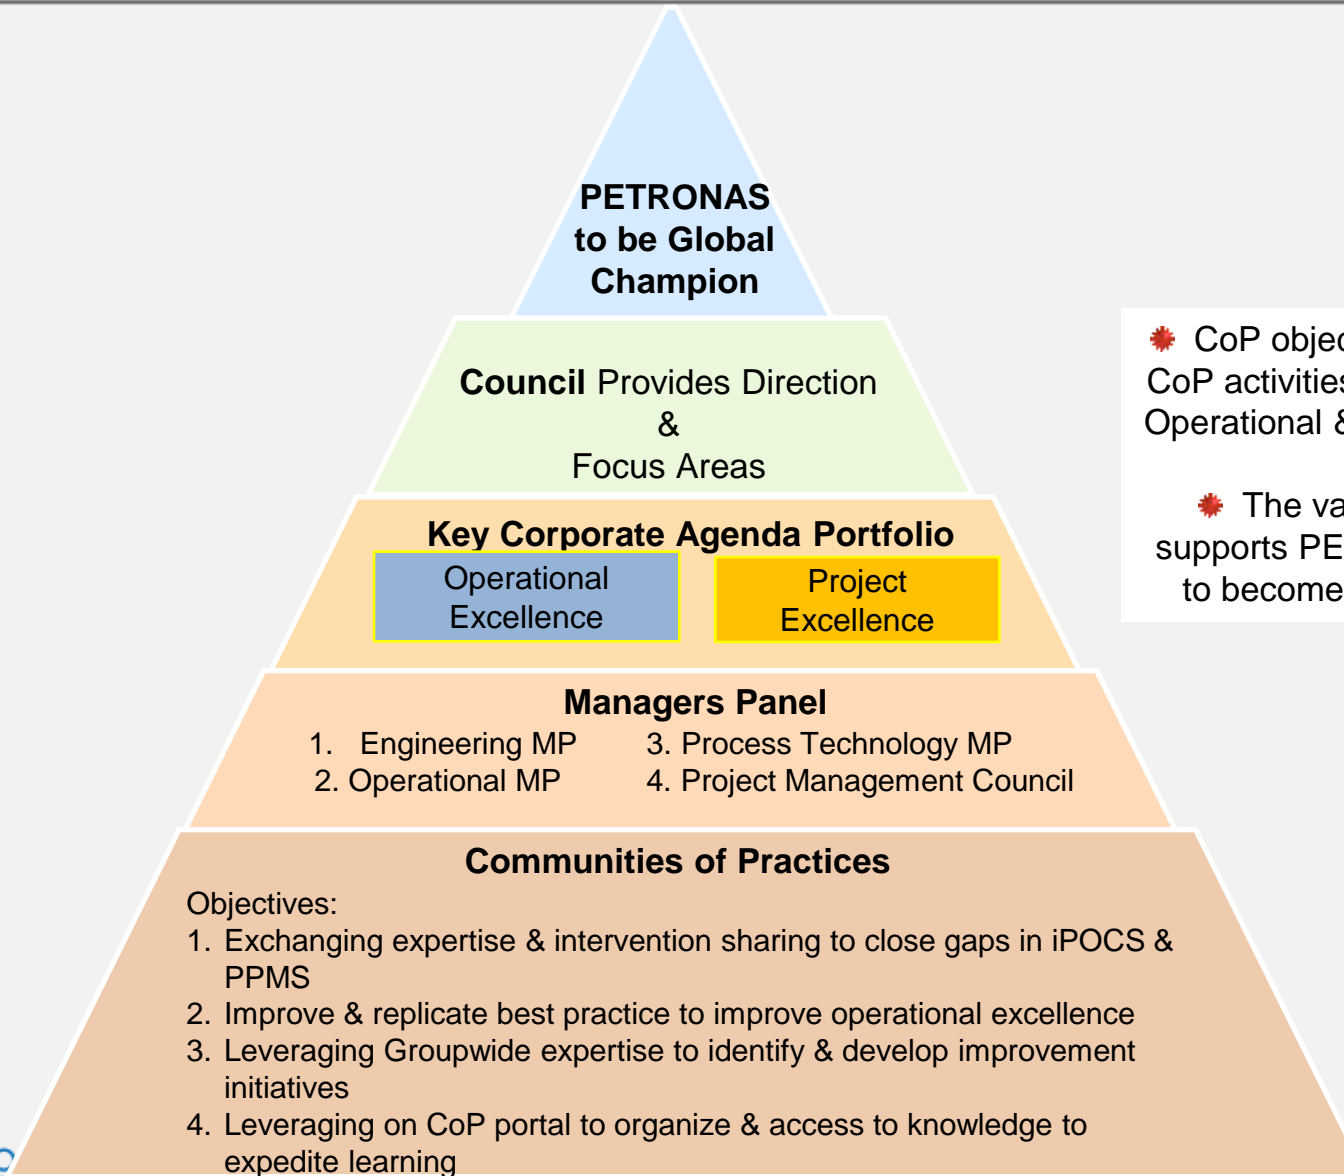 PETRONAS
to be Global
Champion
Council Provides Direction
&
Focus Areas
Key Corporate Agenda Portfolio
Operational
Excellence
Project
Excellence
Managers Panel
1. Engineering MP
2. Operational MP
3. Process Technology MP
4. Project Management Council
Communities of Practices
Objectives:
1. Exchanging expertise & intervention sharing to close gaps in iPOCS &
PPMS
2. Improve & replicate best practice to improve operational excellence
3. Leveraging Groupwide expertise to identify & develop improvement
initiatives
4. Leveraging on CoP portal to organize & access to knowledge to
expedite learning
CoP
CoP activities
Operational &
The
supports
to become